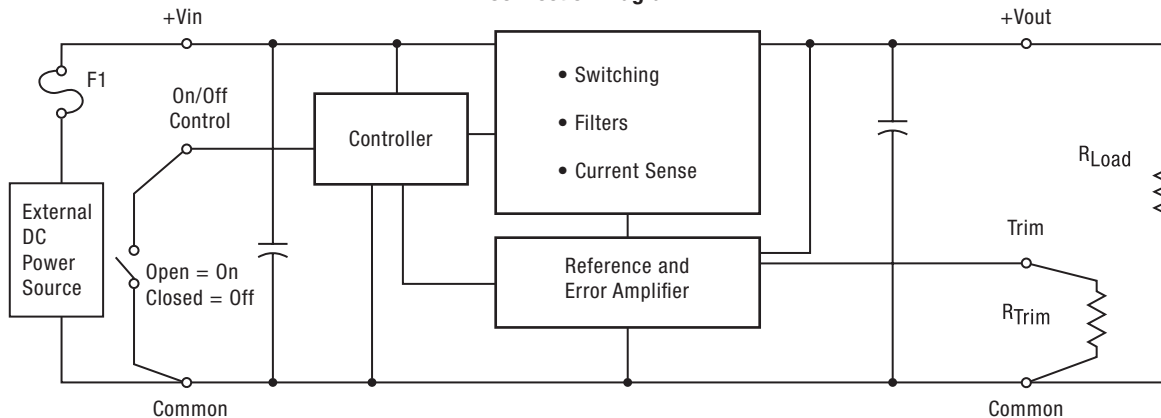 +Vin
+Vout
F1
On/Off
Control
Controller
• Switching
• Filters
• Current Sense
RLoad
External
DC
Power
Source
Open = On
Closed = Off
Reference and
Error Amplifier
Trim
RTrim
Common
Common